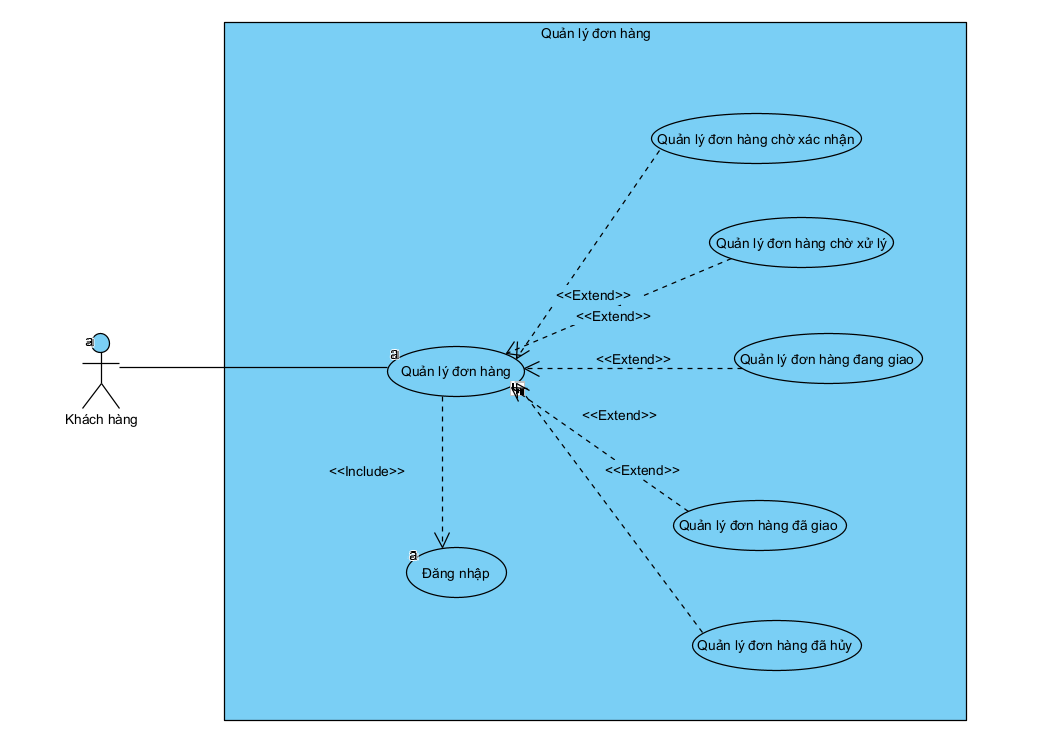 Quản lý đơn hàng
Quản lý đơn hàng chờ xác nhận
Quản lý đơn hàng chờ xử lý
<<Extend>>
<<Extend>>
a
Khách hàng
a
Quản lý đơn hàng
<<Extend>>
Quản lý đơn hàng đang giao
<<Extend>>
<<Include>>
<<Extend>>
Quản lý đơn hàng đã giao
a
Đăng nhập
Quản lý đơn hàng đã hủy